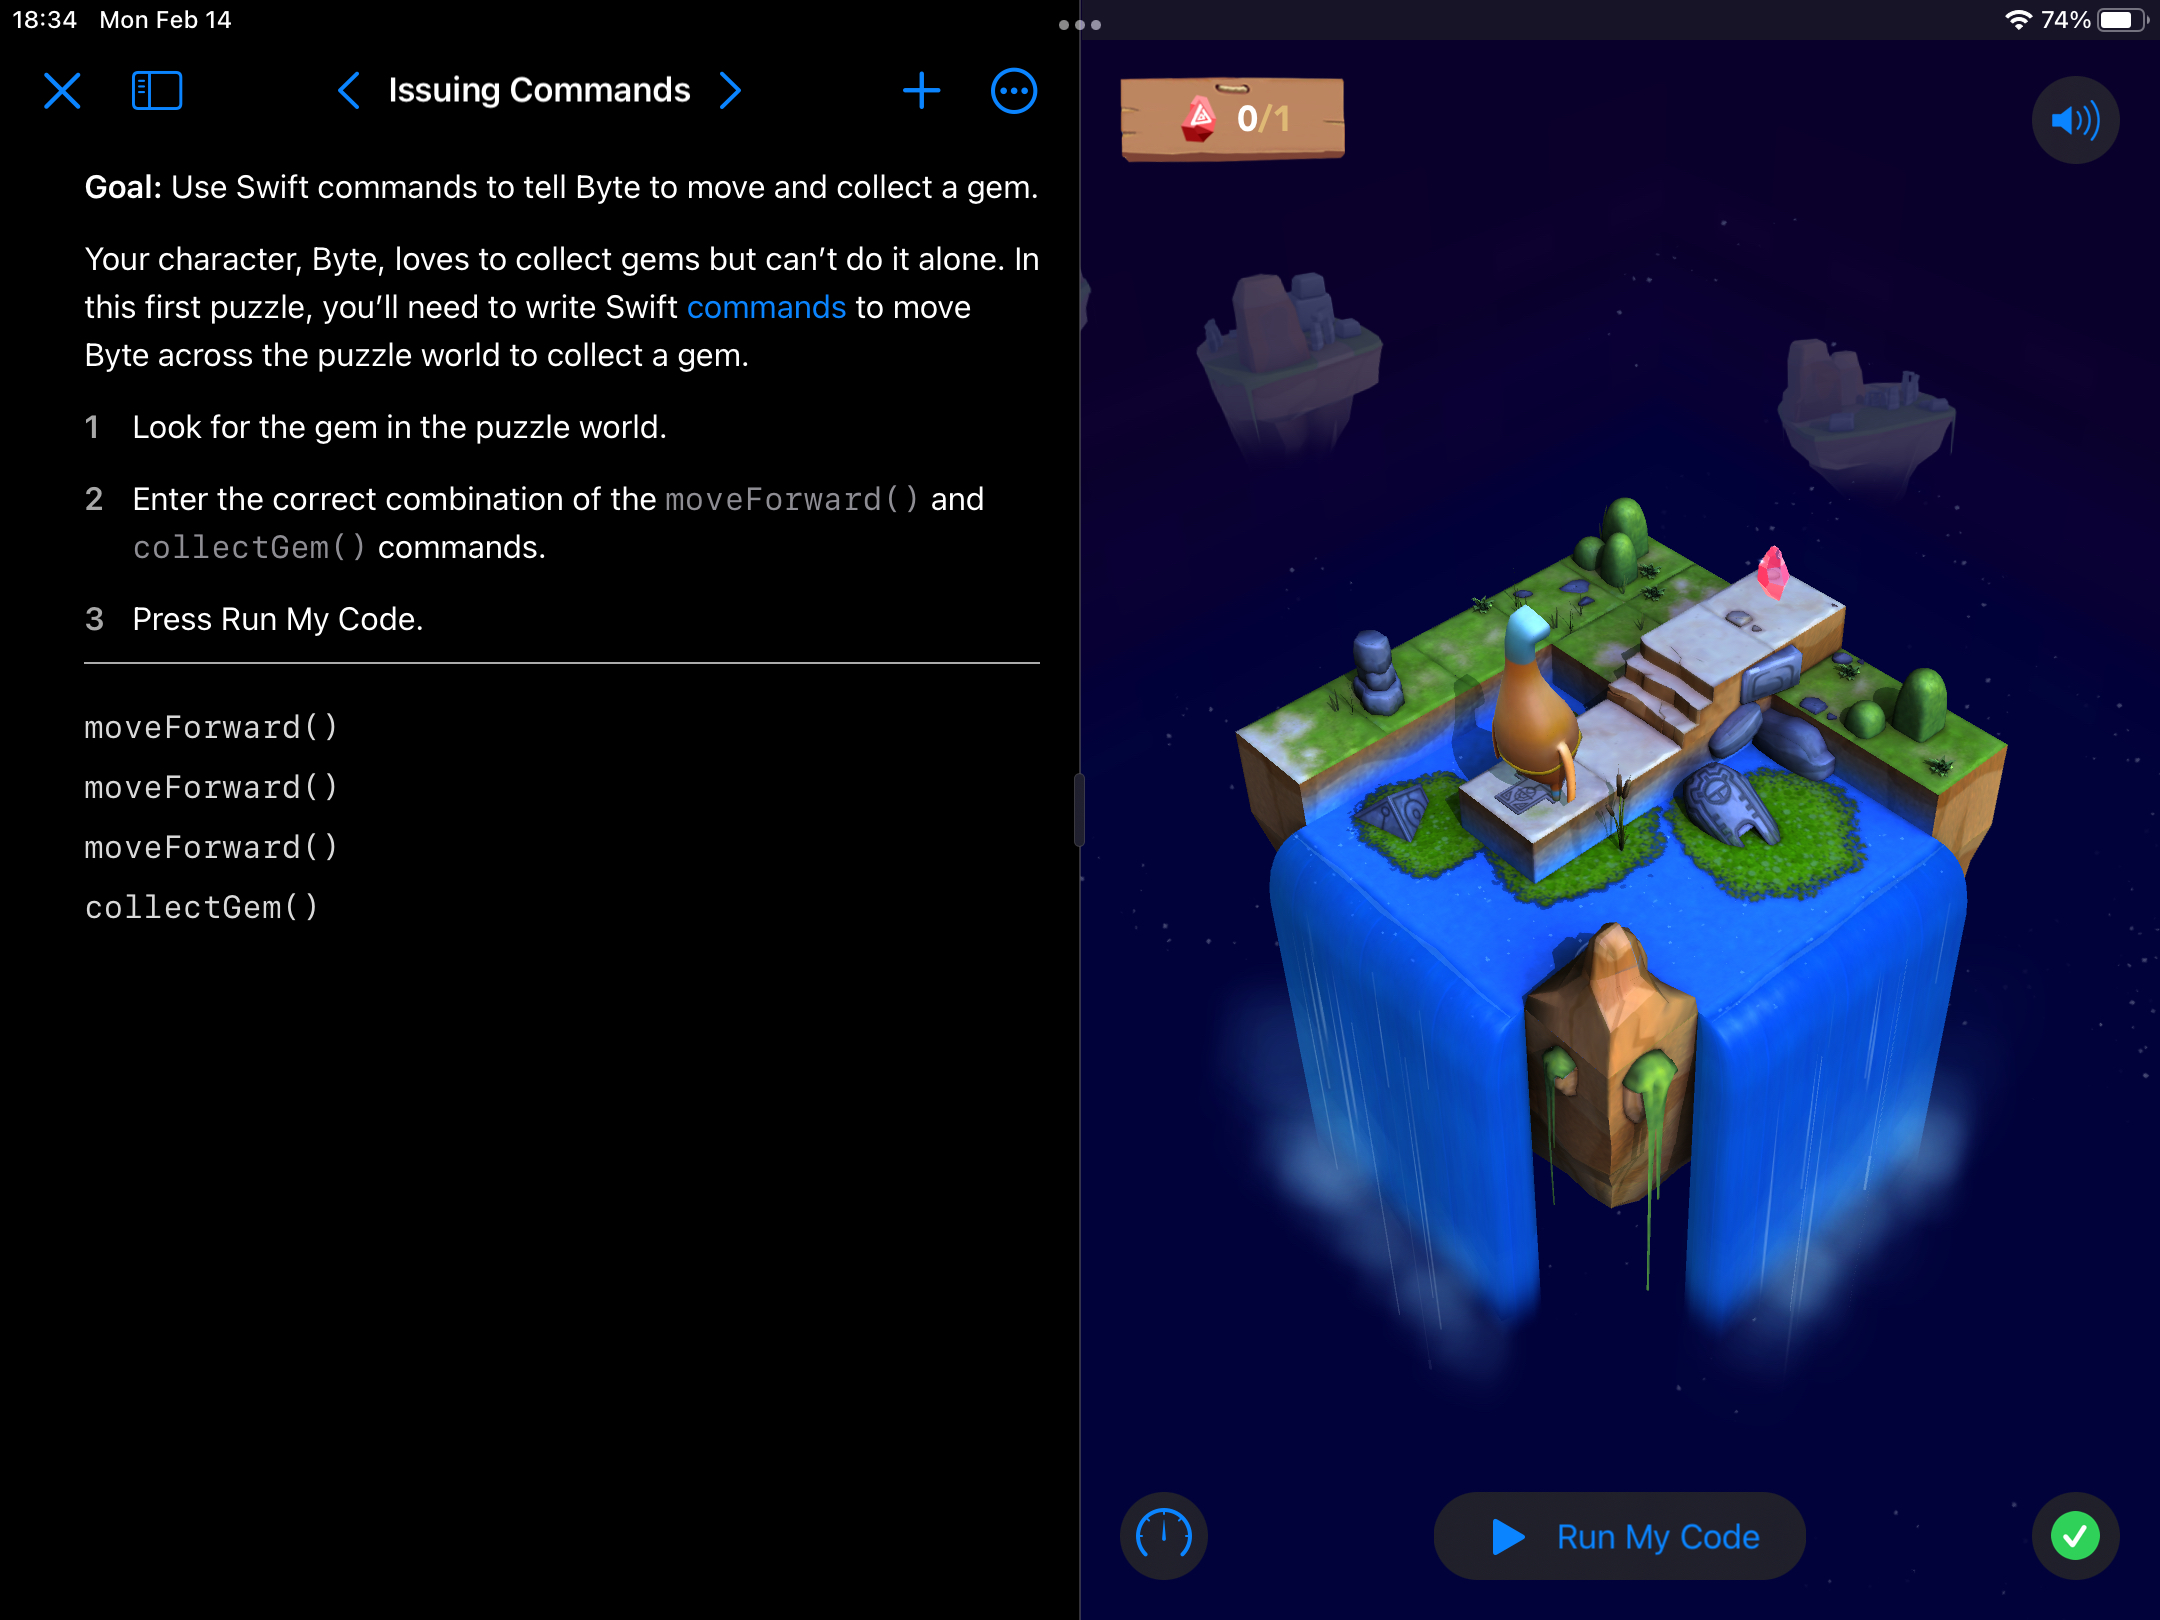 18:34 Mon Feb 14
74%
Issuing Commands
0/1
Goal: Use Swift commands to tell Byte to move and collect a gem.
Your character, Byte, loves to collect gems but can’t do it alone. In
this first puzzle, you’ll need to write Swift commands to move
Byte across the puzzle world to collect a gem.
1 Look for the gem in the puzzle world.
2 Enter the correct combination of the moveForward() and
collectGem() commands.
3 Press Run My Code.
moveForward()
moveForward()
moveForward()
collectGem()
Run My Code